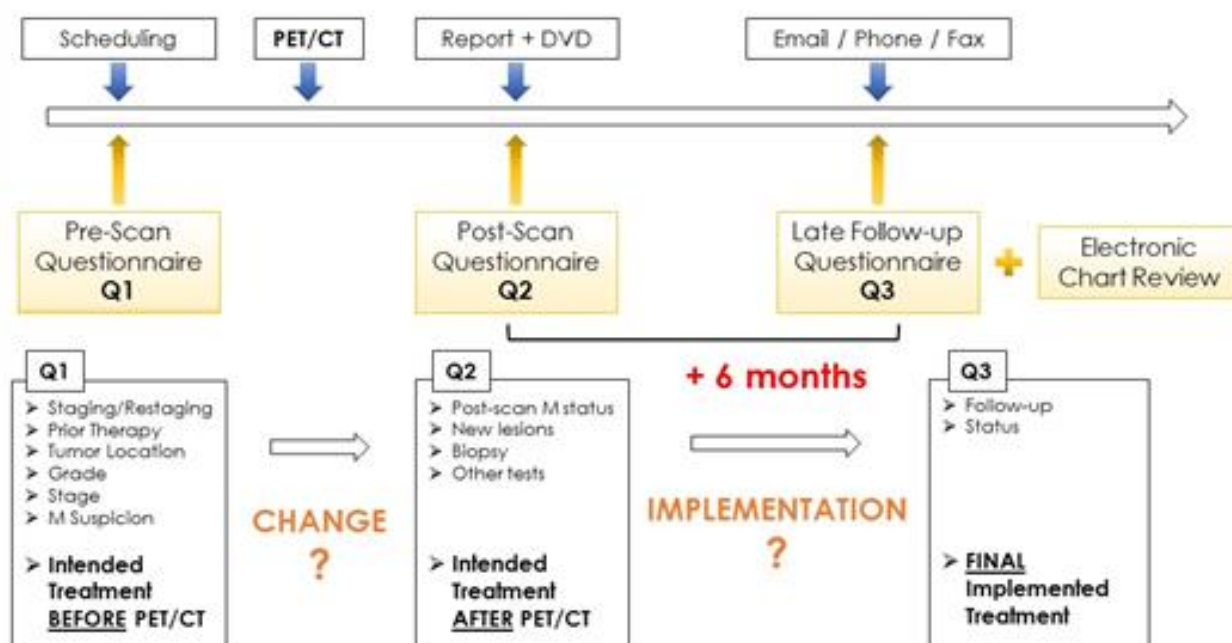 Scheduling
PET/CT
Report + DVD
Email / Phone / Fax
Pre-Scan
Questionnaire
Q1
Post-Scan
Questionnaire
Q2
Late Follow-up
Questionnaire
Q3
Electronic
Chart Review
+ 6 months
Q1
➢ Staging/Restaging
➢ Prior Therapy
➢ Tumor Location
➢ Grade
➢ Stage
➢ M Suspicion
➢ Intended
Treatment
BEFORE PET/CT
CHANGE
?
Q2
➢ Post-scan M status
➢ New lesions
➢ Biopsy
➢ Other tests
➢ Intended
Treatment
AFTER PET/CT
IMPLEMENTATION
?
Q3
➢ Follow-up
➢ Status
➢ FINAL
Implemented
Treatment